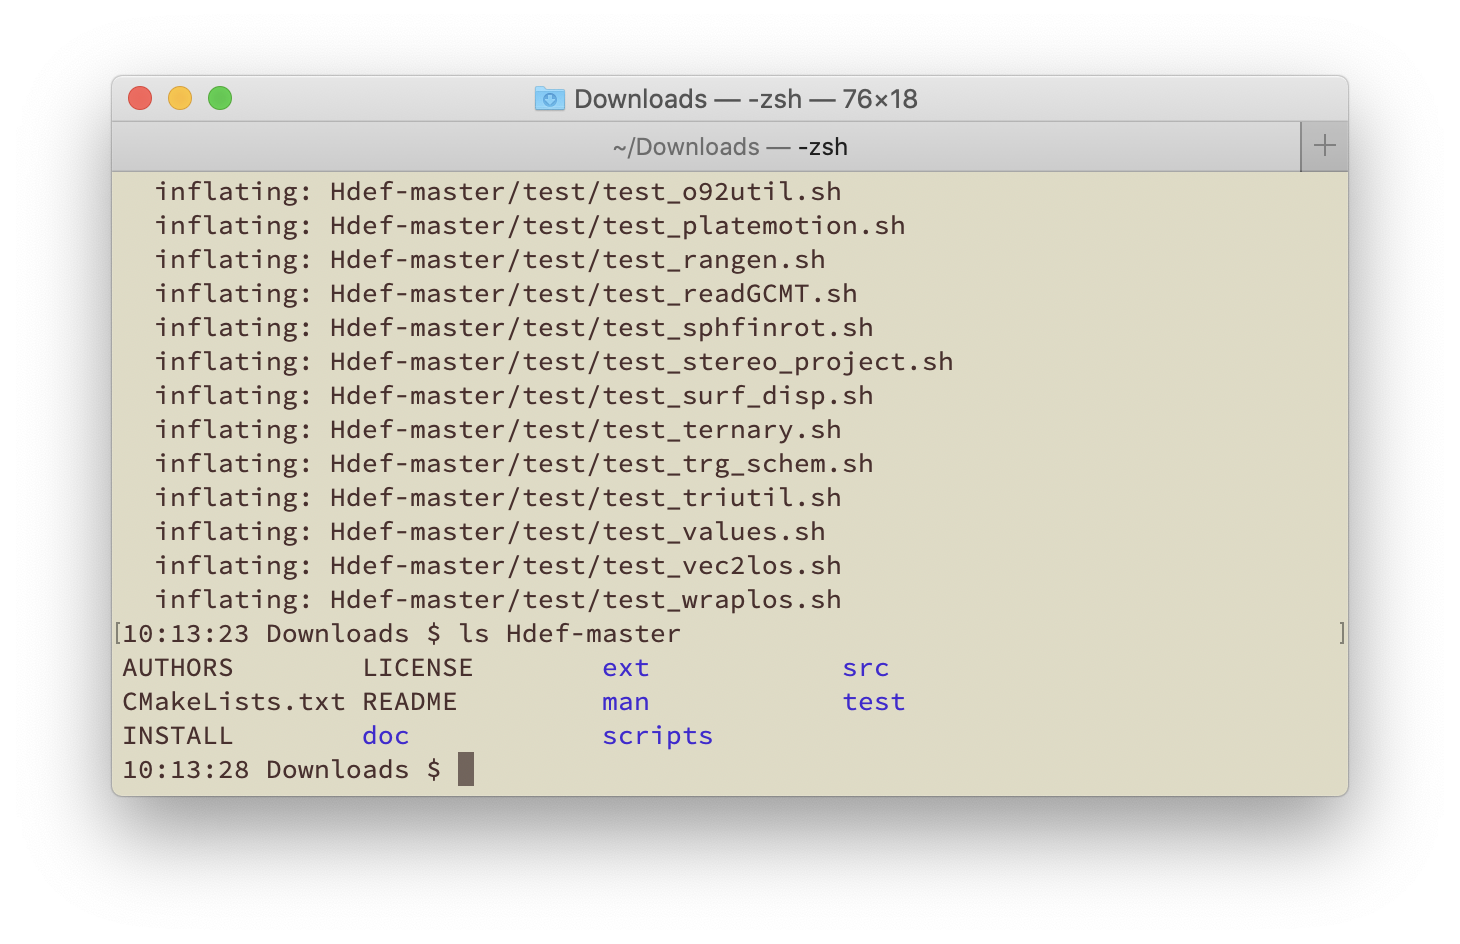 Downloads — -zsh — 76×18
~/Downloads — -zsh
inflating: Hdef-master/test/test_o92util.sh
inflating: Hdef-master/test/test_platemotion.sh
inflating: Hdef-master/test/test_rangen.sh
inflating: Hdef-master/test/test_readGCMT.sh
inflating: Hdef-master/test/test_sphfinrot.sh
inflating: Hdef-master/test/test_stereo_project.sh
inflating: Hdef-master/test/test_surf_disp.sh
inflating: Hdef-master/test/test_ternary.sh
inflating: Hdef-master/test/test_trg_schem.sh
inflating: Hdef-master/test/test_triutil.sh
inflating: Hdef-master/test/test_values.sh
inflating: Hdef-master/test/test_vec2los.sh
inflating: Hdef-master/test/test_wraplos.sh
[10:13:23 Downloads $ ls Hdef-master ]
AUTHORS LICENSE ext src
CMakeLists.txt README man test
INSTALL doc scripts
10:13:28 Downloads $